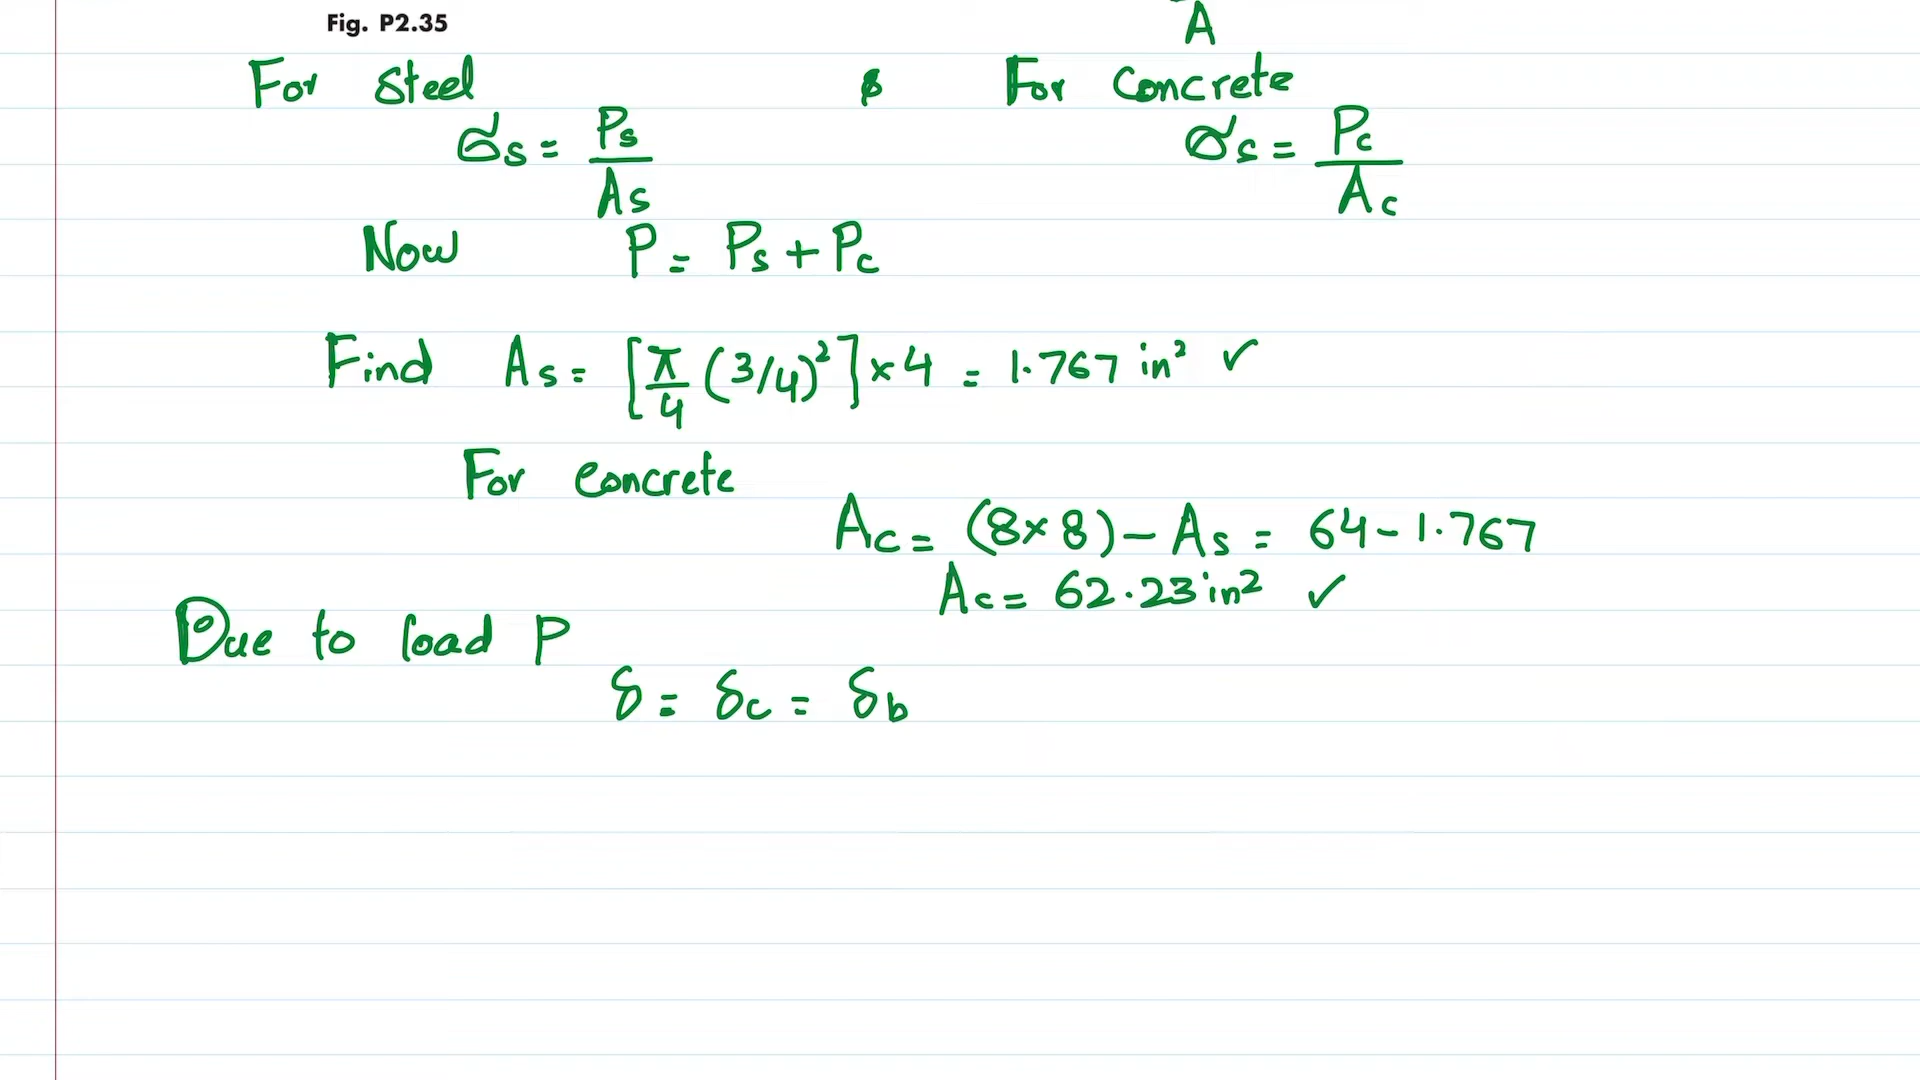 Fig. P2.35
A
For Steel & For Concrete
σs = Ps/As σs = Pc/Ac
Now P = Ps + Pc
Find As = [π/4 (3/4)²] × 4 = 1.767 in² ✓
For Concrete
Ac = (8×8) - As = 64 - 1.767
Ac = 62.23 in² ✓
Due to load P
δ = δc = δb